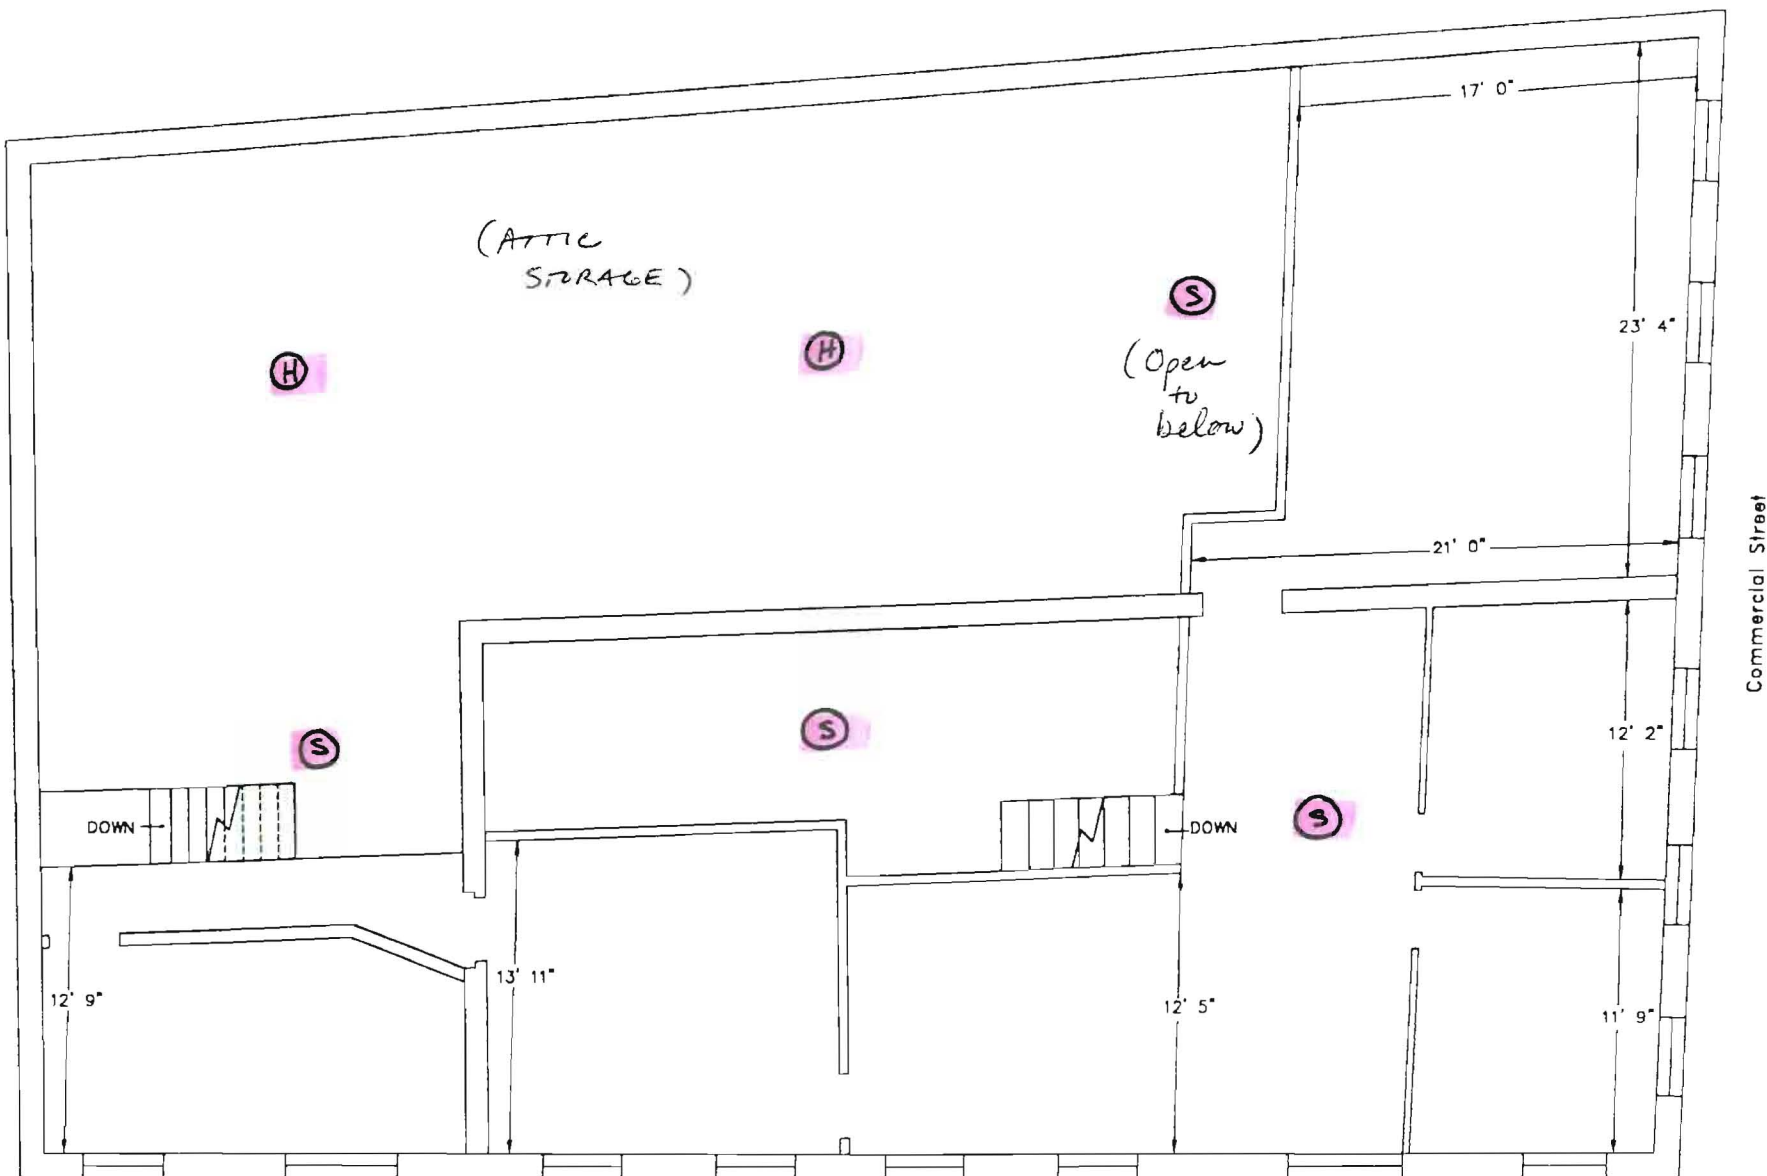 17' 0"
(ATTIC
STORAGE)
S
23' 4"
H
H
(Open
to
below)
21' 0"
Commercial Street
S
S
12' 2"
S
DOWN
DOWN
12' 9"
13' 11"
12' 5"
11' 9"